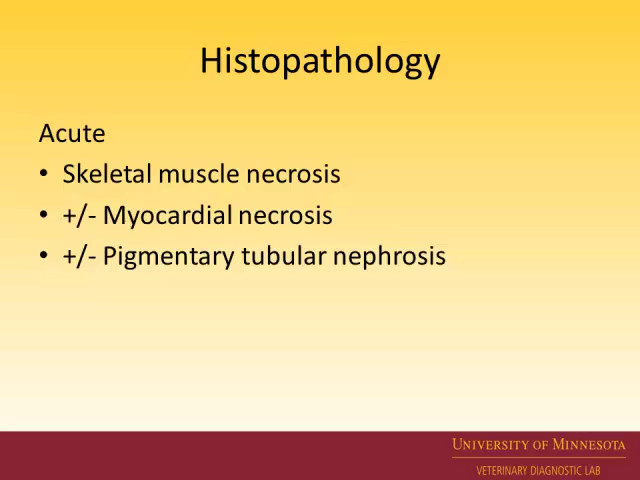 Histopathology
Acute
• Skeletal muscle necrosis
• +/- Myocardial necrosis
• +/- Pigmentary tubular nephrosis
UNIVERSITY OF MINNESOTA
VETERINARY DIAGNOSTIC LAB